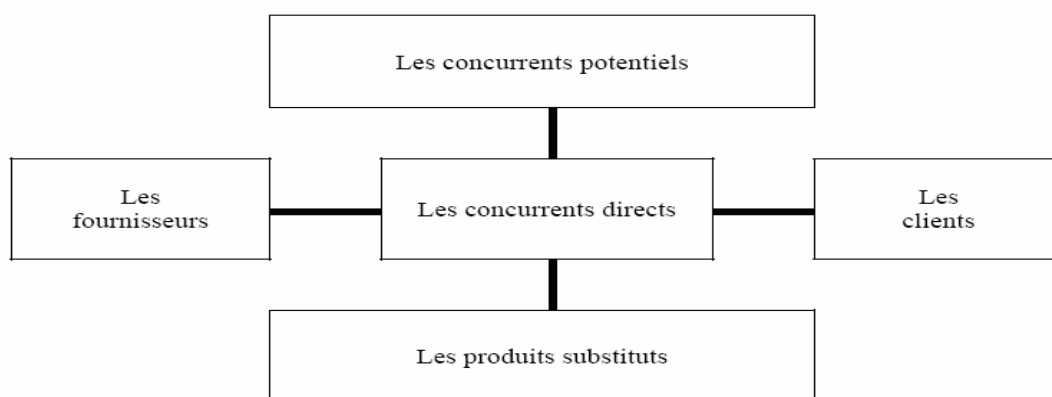 Les concurrents potentiels
Les
fournisseurs
Les concurrents directs
Les
clients
Les produits substituts